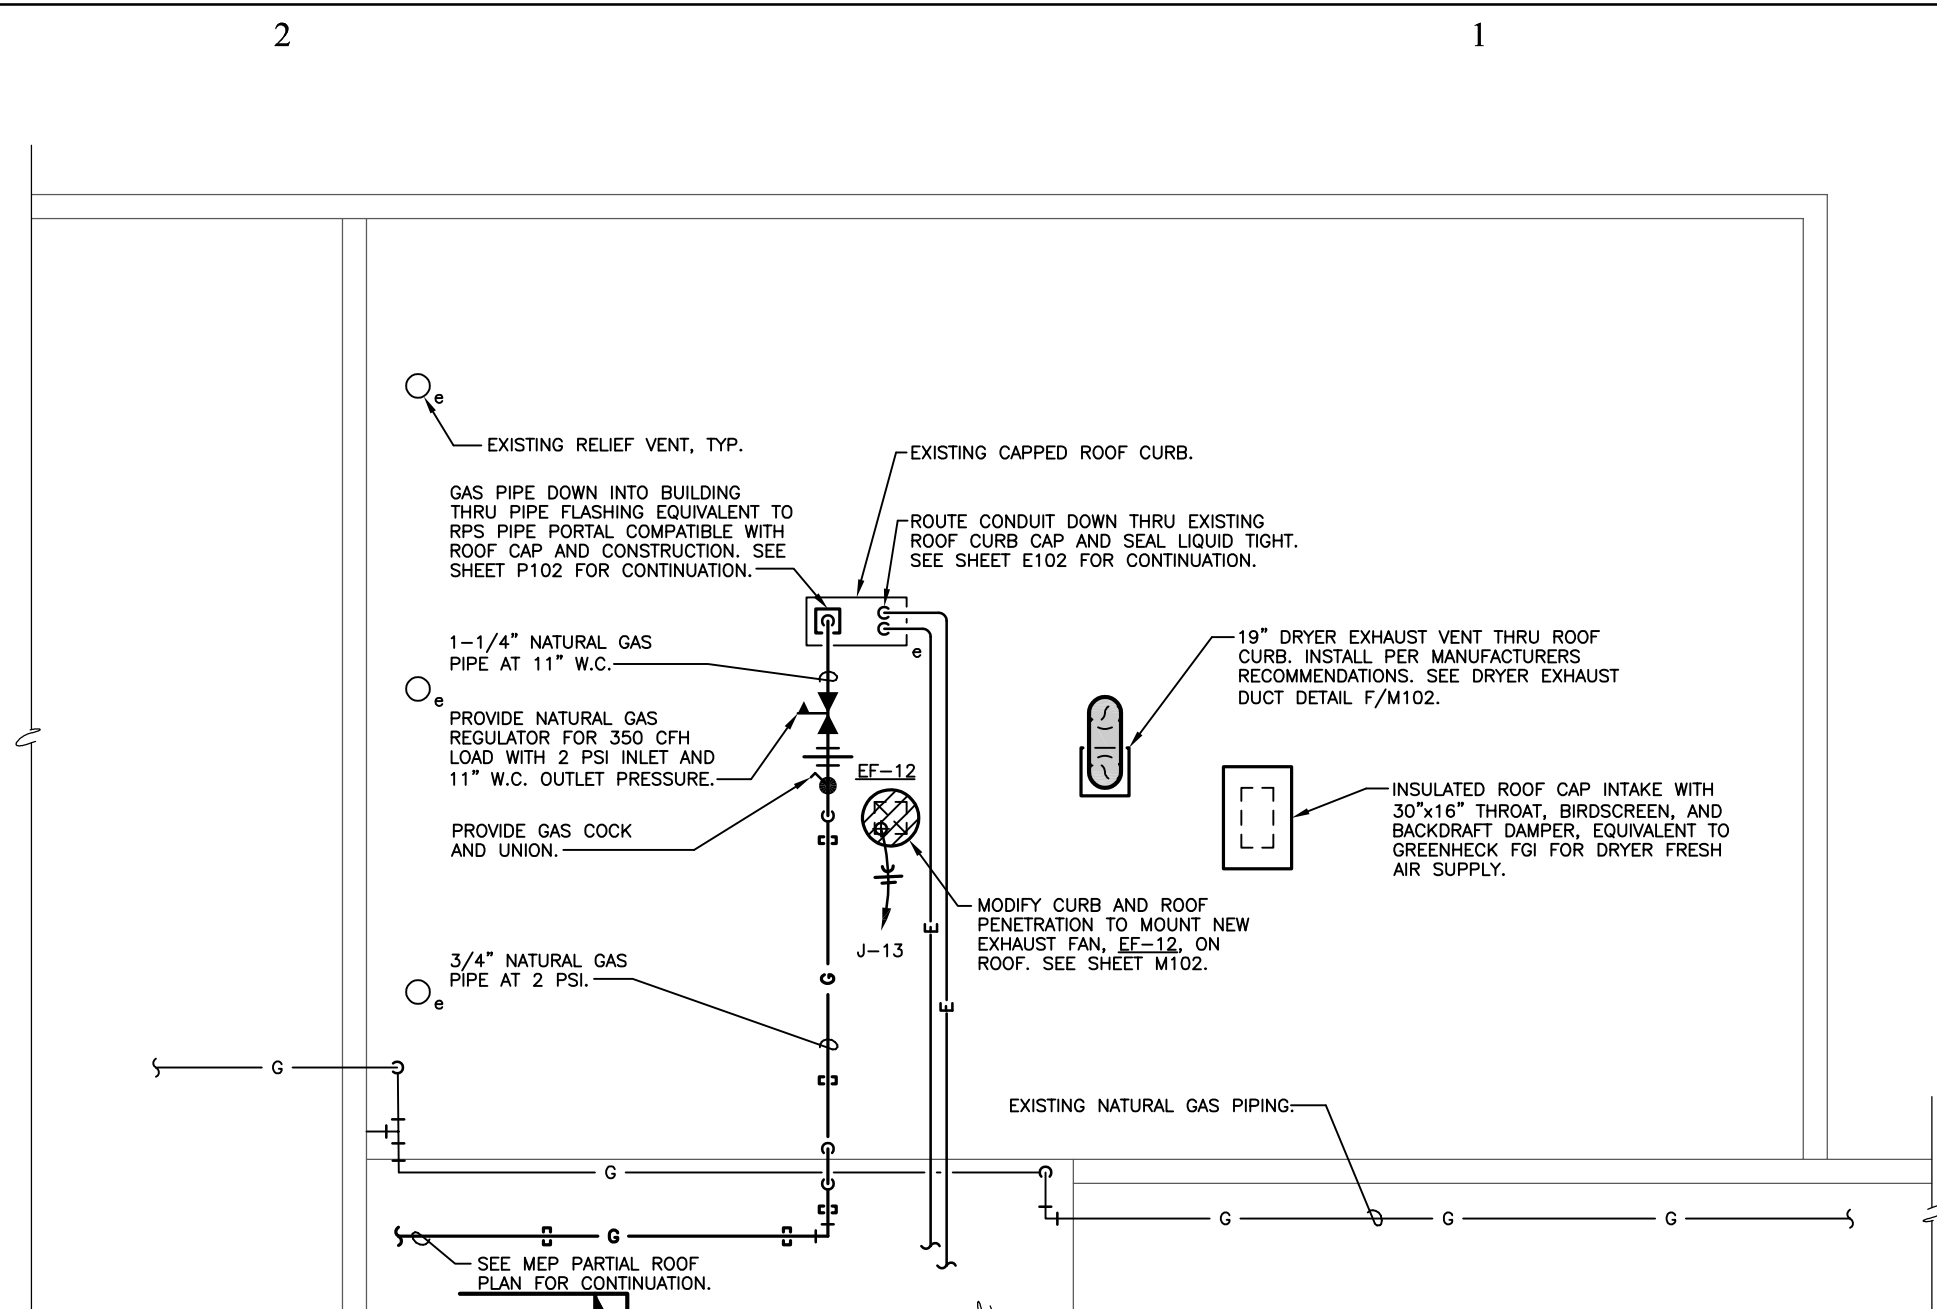 2
1
EXISTING RELIEF VENT, TYP.
EXISTING CAPPED ROOF CURB.
GAS PIPE DOWN INTO BUILDING
THRU PIPE FLASHING EQUIVALENT TO
RPS PIPE PORTAL COMPATIBLE WITH
ROOF CAP AND CONSTRUCTION. SEE
SHEET P102 FOR CONTINUATION.
ROUTE CONDUIT DOWN THRU EXISTING
ROOF CURB CAP AND SEAL LIQUID TIGHT.
SEE SHEET E102 FOR CONTINUATION.
e
e
1-1/4" NATURAL GAS
PIPE AT 11" W.C.
19" DRYER EXHAUST VENT THRU ROOF
CURB. INSTALL PER MANUFACTURERS
RECOMMENDATIONS. SEE DRYER EXHAUST
DUCT DETAIL F/M102.
e
PROVIDE NATURAL GAS
REGULATOR FOR 350 CFH
LOAD WITH 2 PSI INLET AND
11" W.C. OUTLET PRESSURE.
EF-12
INSULATED ROOF CAP INTAKE WITH
30"x16" THROAT, BIRDSCREEN, AND
BACKDRAFT DAMPER, EQUIVALENT TO
GREENHECK FGI FOR DRYER FRESH
AIR SUPPLY.
PROVIDE GAS COCK
AND UNION.
MODIFY CURB AND ROOF
PENETRATION TO MOUNT NEW
EXHAUST FAN, EF-12, ON
ROOF. SEE SHEET M102.
J-13
E
E
3/4" NATURAL GAS
PIPE AT 2 PSI.
G
e
G
EXISTING NATURAL GAS PIPING.
G
G
G
G
G
SEE MEP PARTIAL ROOF
PLAN FOR CONTINUATION.